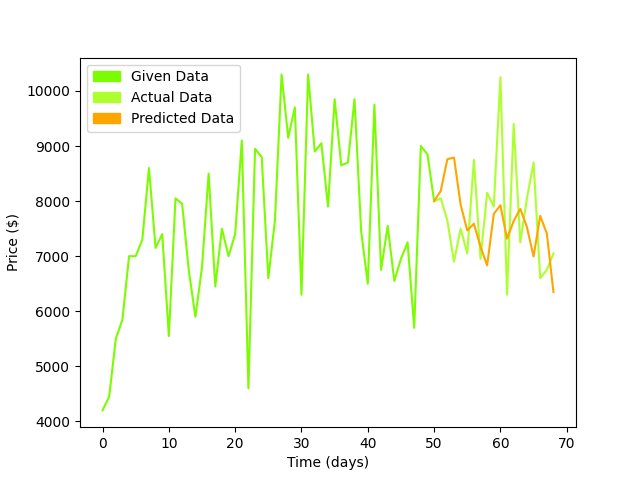 Given Data
Actual Data
Predicted Data
Price ($)
10000
9000
8000
7000
6000
5000
4000
0 10 20 30 40 50 60 70
Time (days)